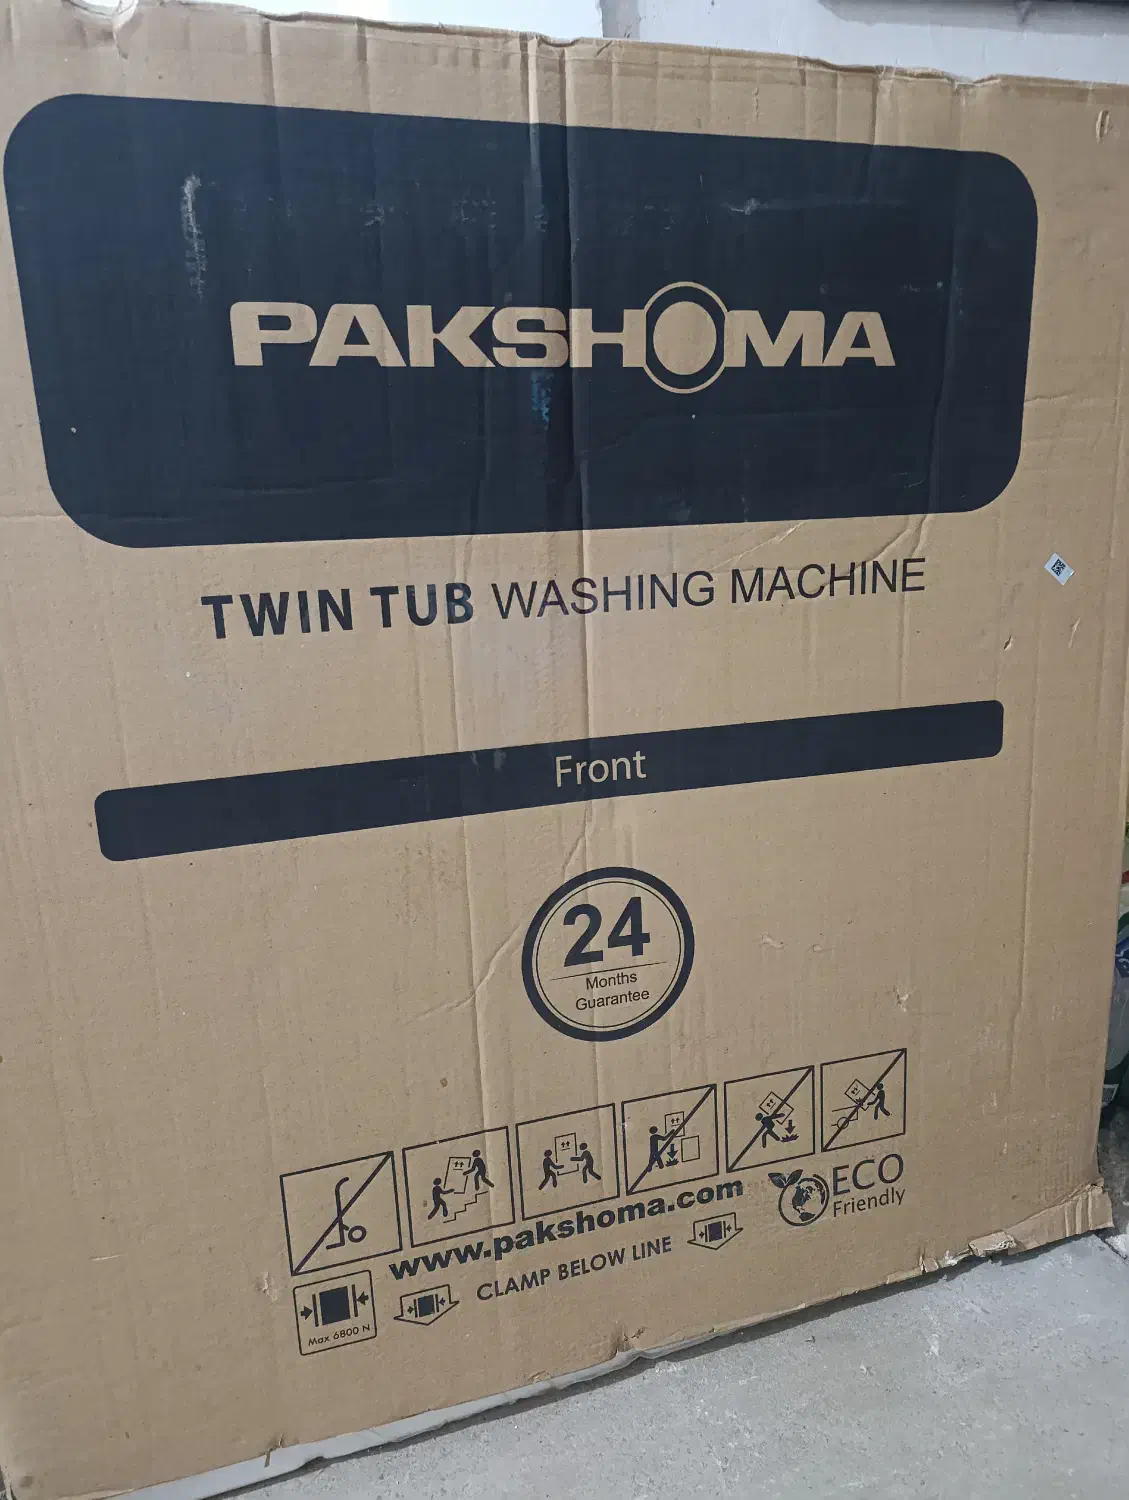 PAKSHOMA
TWIN TUB WASHING MACHINE
Front
24
Months
Guarantee
www.pakshoma.com
ECO
Friendly
CLAMP BELOW LINE
Max 6800 N